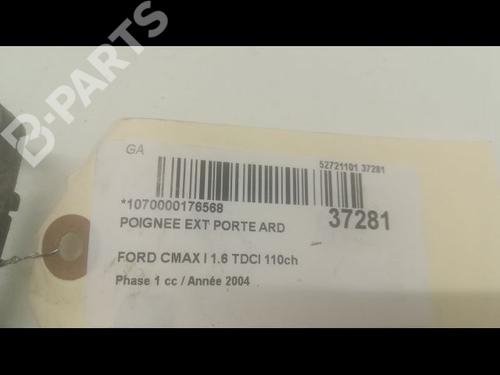 B-PARTS
GA
52721101 37281
*1070000176568
37281
POIGNEE EXT PORTE ARD
FORD CMAX I 1.6 TDCI 110ch
Phase 1 cc / Année 2004